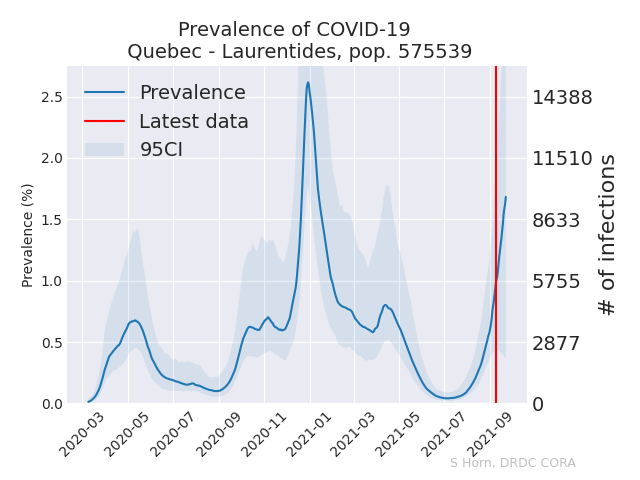 Prevalence of COVID-19
Quebec - Laurentides, pop. 575539
Prevalence
Latest data
95CI
Prevalence (%)
2.5
2.0
1.5
1.0
0.5
0.0
14388
11510
8633
5755
2877
0
# of infections
2020-03
2020-05
2020-07
2020-09
2020-11
2021-01
2021-03
2021-05
2021-07
2021-09
S Horn, DRDC CORA